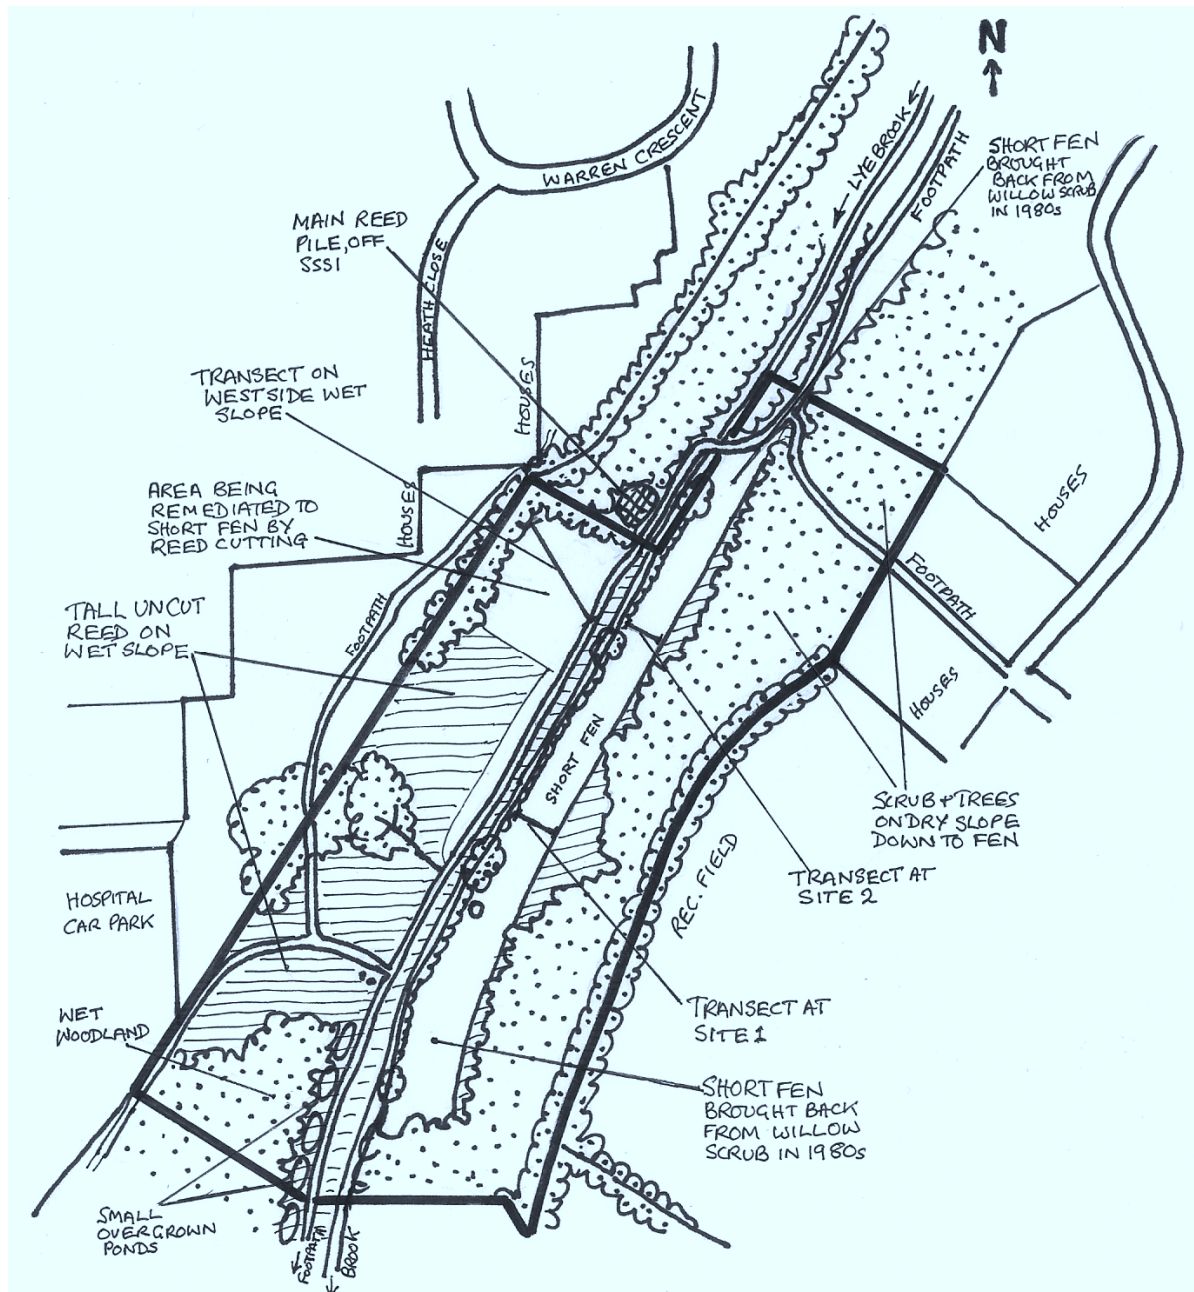 N
WARREN CRESCENT
LYEBROOK
FOOTPATH
SHORT FEN
BROUGHT
BACK FROM
WILLOW SCRUB
IN 1980s
MAIN REED
PILE, OFF
SSSI
HEATH CLOSE
HOUSES
TRANSECT ON
WEST SIDE WET
SLOPE
HOUSES
AREA BEING
REMEDIATED TO
SHORT FEN BY
REED CUTTING
HOUSES
FOOTPATH
TALL UNCUT
REED ON
WET SLOPE
FOOTPATH
HOUSES
SHORT FEN
SCRUB + TREES
ON DRY SLOPE
DOWN TO FEN
REC. FIELD
TRANSECT AT
SITE 2
HOSPITAL
CAR PARK
TRANSECT AT
SITE 1
WET
WOODLAND
SHORT FEN
BROUGHT BACK
FROM WILLOW
SCRUB IN 1980s
SMALL
OVERGROWN
PONDS
FOOTPATH
BROOK